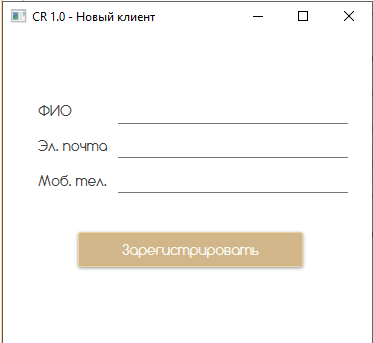 CR 1.0 - Новый клиент
ФИО
Эл. почта
Моб. тел.
Зарегистрировать